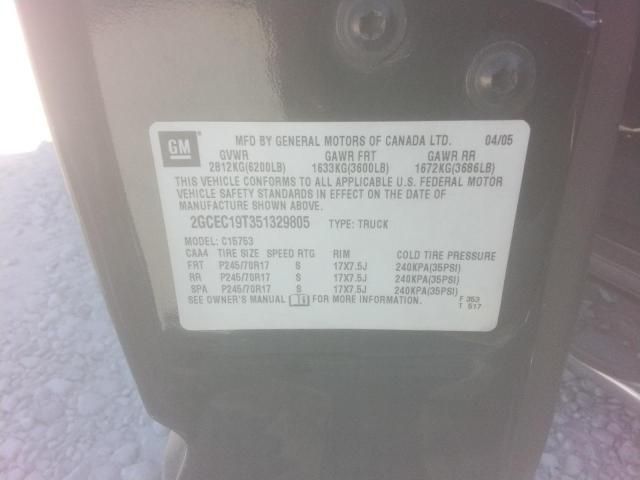 GM
MFD BY GENERAL MOTORS OF CANADA LTD. 04/05
GVWR GAWR FRT GAWR RR
2812KG(6200LB) 1633KG(3600LB) 1672KG(3686LB)
THIS VEHICLE CONFORMS TO ALL APPLICABLE U.S. FEDERAL MOTOR
VEHICLE SAFETY STANDARDS IN EFFECT ON THE DATE OF
MANUFACTURE SHOWN ABOVE.
2GCEC19T351329805 TYPE: TRUCK
MODEL: C15753
CAA4 TIRE SIZE SPEED RTG RIM COLD TIRE PRESSURE
FRT P245/70R17 S 17X7.5J 240KPA(35PSI)
RR P245/70R17 S 17X7.5J 240KPA(35PSI)
SPA P245/70R17 S 17X7.5J 240KPA(35PSI)
SEE OWNER'S MANUAL FOR MORE INFORMATION. F 353
T 517